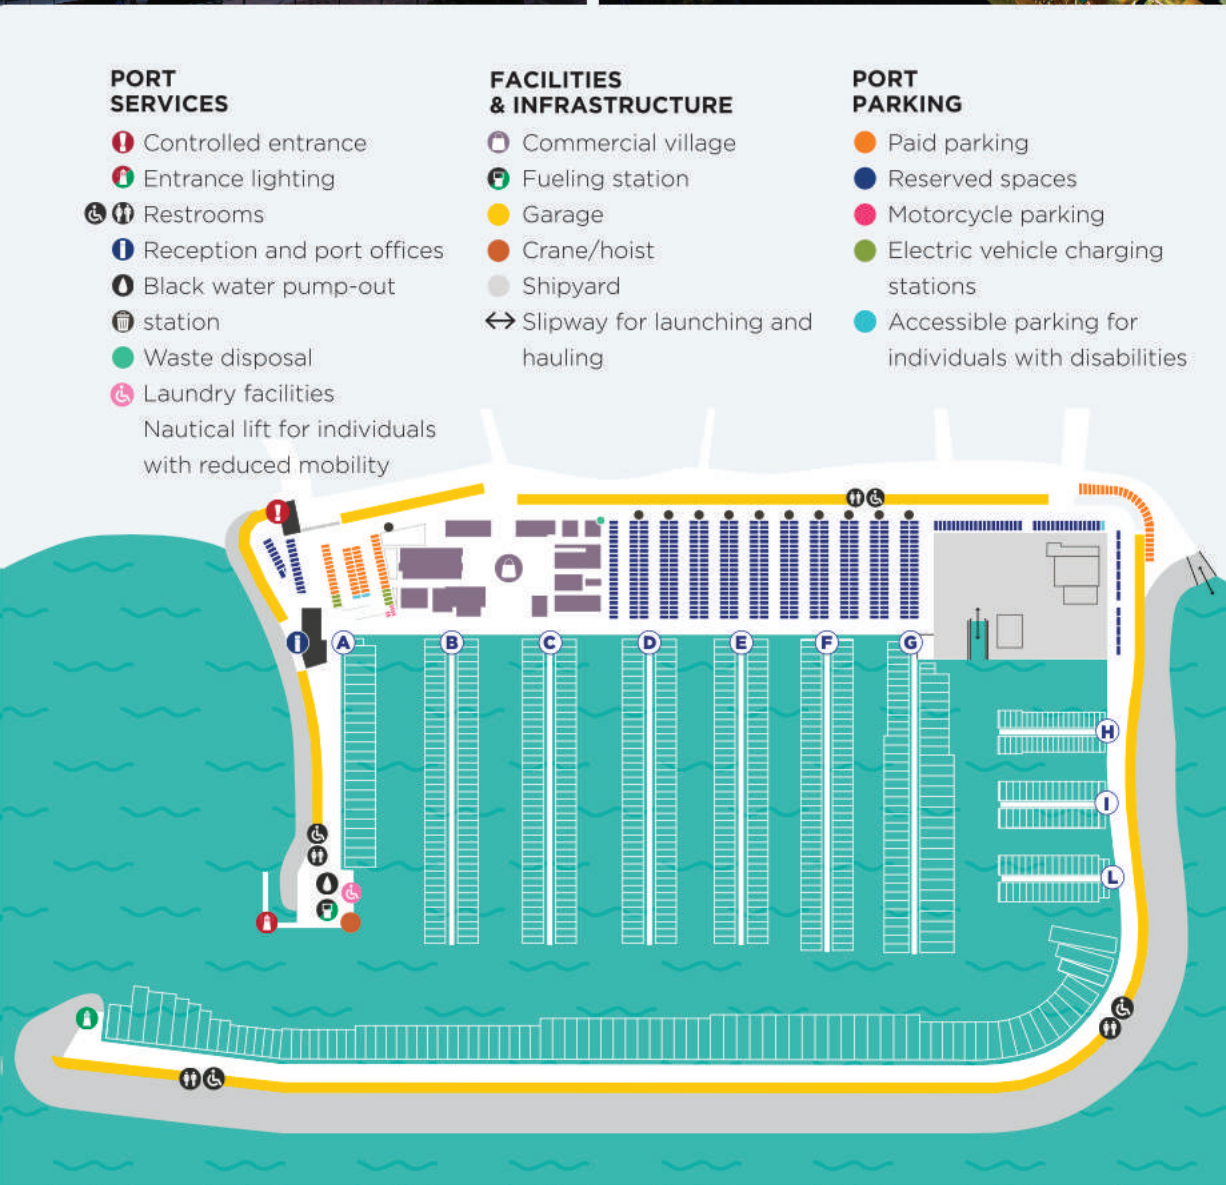 PORT
SERVICES
Controlled entrance
Entrance lighting
Restrooms
Reception and port offices
Black water pump-out
station
Waste disposal
Laundry facilities
Nautical lift for individuals
with reduced mobility
FACILITIES
& INFRASTRUCTURE
Commercial village
Fueling station
Garage
Crane/hoist
Shipyard
Slipway for launching and
hauling
PORT
PARKING
Paid parking
Reserved spaces
Motorcycle parking
Electric vehicle charging
stations
Accessible parking for
individuals with disabilities
A
B
C
D
E
F
G
H
I
L